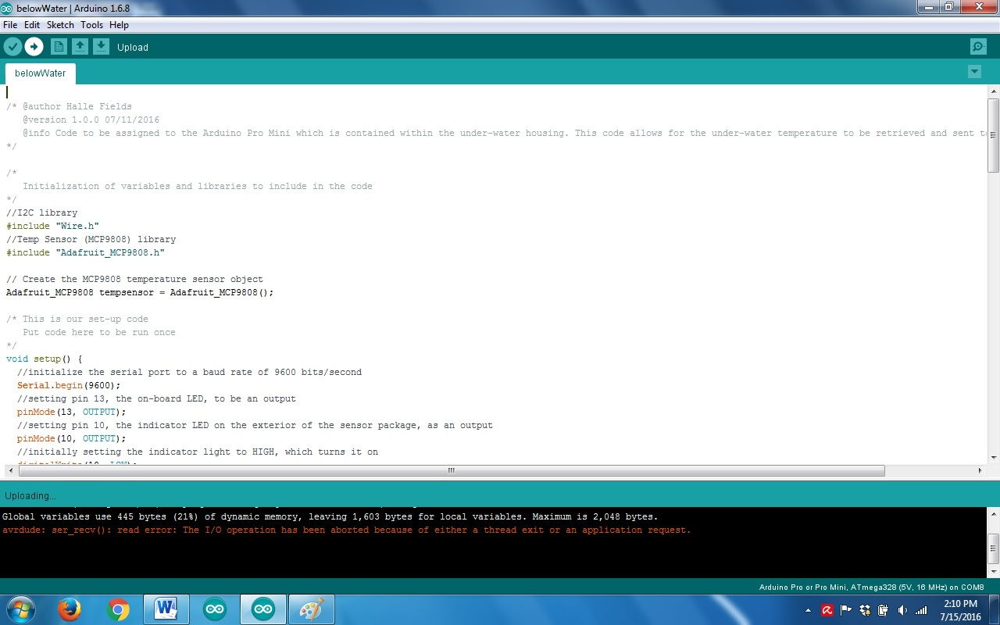 belowWater | Arduino 1.6.8
File Edit Sketch Tools Help
Upload
belowWater
/* @author Halle Fields
@version 1.0.0 07/11/2016
@info Code to be assigned to the Arduino Pro Mini which is contained within the under-water housing. This code allows for the under-water temperature to be retrieved and sent
*/
/*
Initialization of variables and libraries to include in the code
*/
//I2C library
#include "Wire.h"
//Temp Sensor (MCP9808) library
#include "Adafruit_MCP9808.h"
// Create the MCP9808 temperature sensor object
Adafruit_MCP9808 tempsensor = Adafruit_MCP9808();
/* This is our set-up code
Put code here to be run once
*/
void setup() {
//initialize the serial port to a baud rate of 9600 bits/second
Serial.begin(9600);
//setting pin 13, the on-board LED, to be an output
pinMode(13, OUTPUT);
//setting pin 10, the indicator LED on the exterior of the sensor package, as an output
pinMode(10, OUTPUT);
//initially setting the indicator light to HIGH, which turns it on
Uploading...
Global variables use 445 bytes (21%) of dynamic memory, leaving 1,603 bytes for local variables. Maximum is 2,048 bytes.
avrdude: ser_recv(): read error: The I/O operation has been aborted because of either a thread exit or an application request.
Arduino Pro or Pro Mini, ATmega328 (5V, 16 MHz) on COM8
2:10 PM
7/15/2016